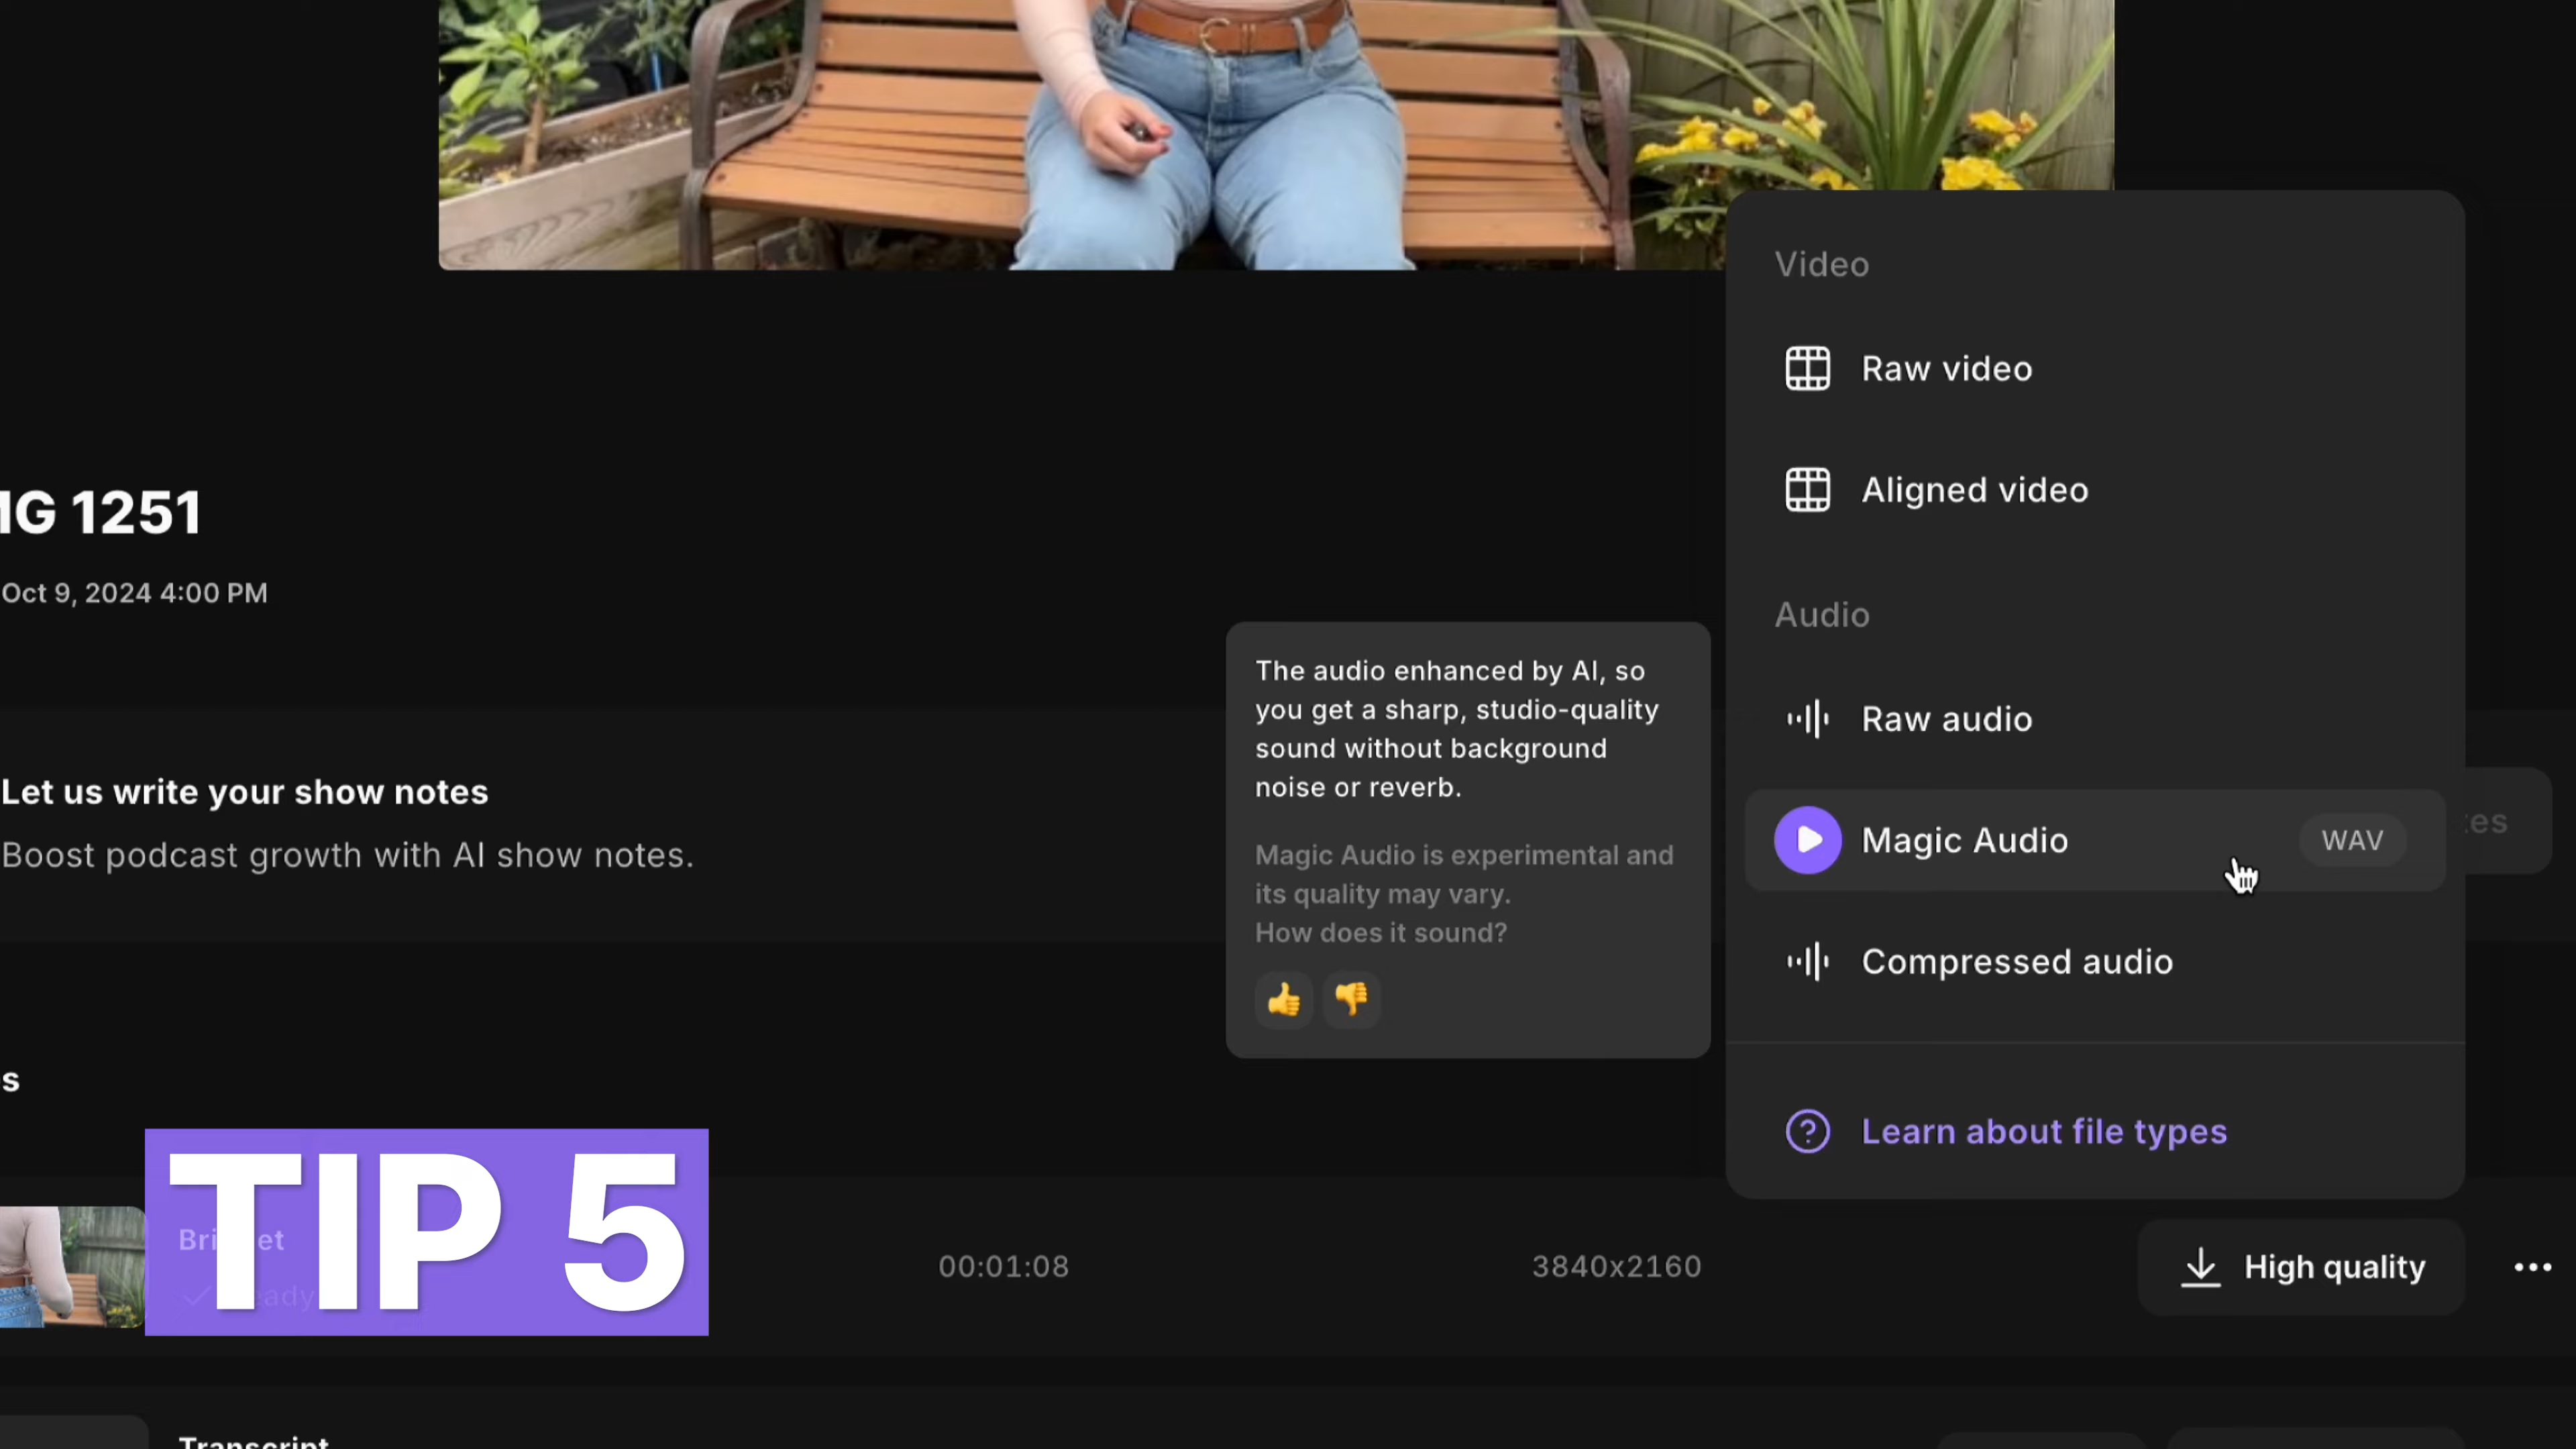 Video
Raw video
Aligned video
MG 1251
Oct 9, 2024 4:00 PM
Audio
The audio enhanced by AI, so
you get a sharp, studio-quality
sound without background
noise or reverb.
Raw audio
Let us write your show notes
Boost podcast growth with AI show notes.
Magic Audio
WAV
Magic Audio is experimental and
its quality may vary.
How does it sound?
Compressed audio
s
Learn about file types
TIP 5
00:01:08
3840x2160
High quality
Transcript